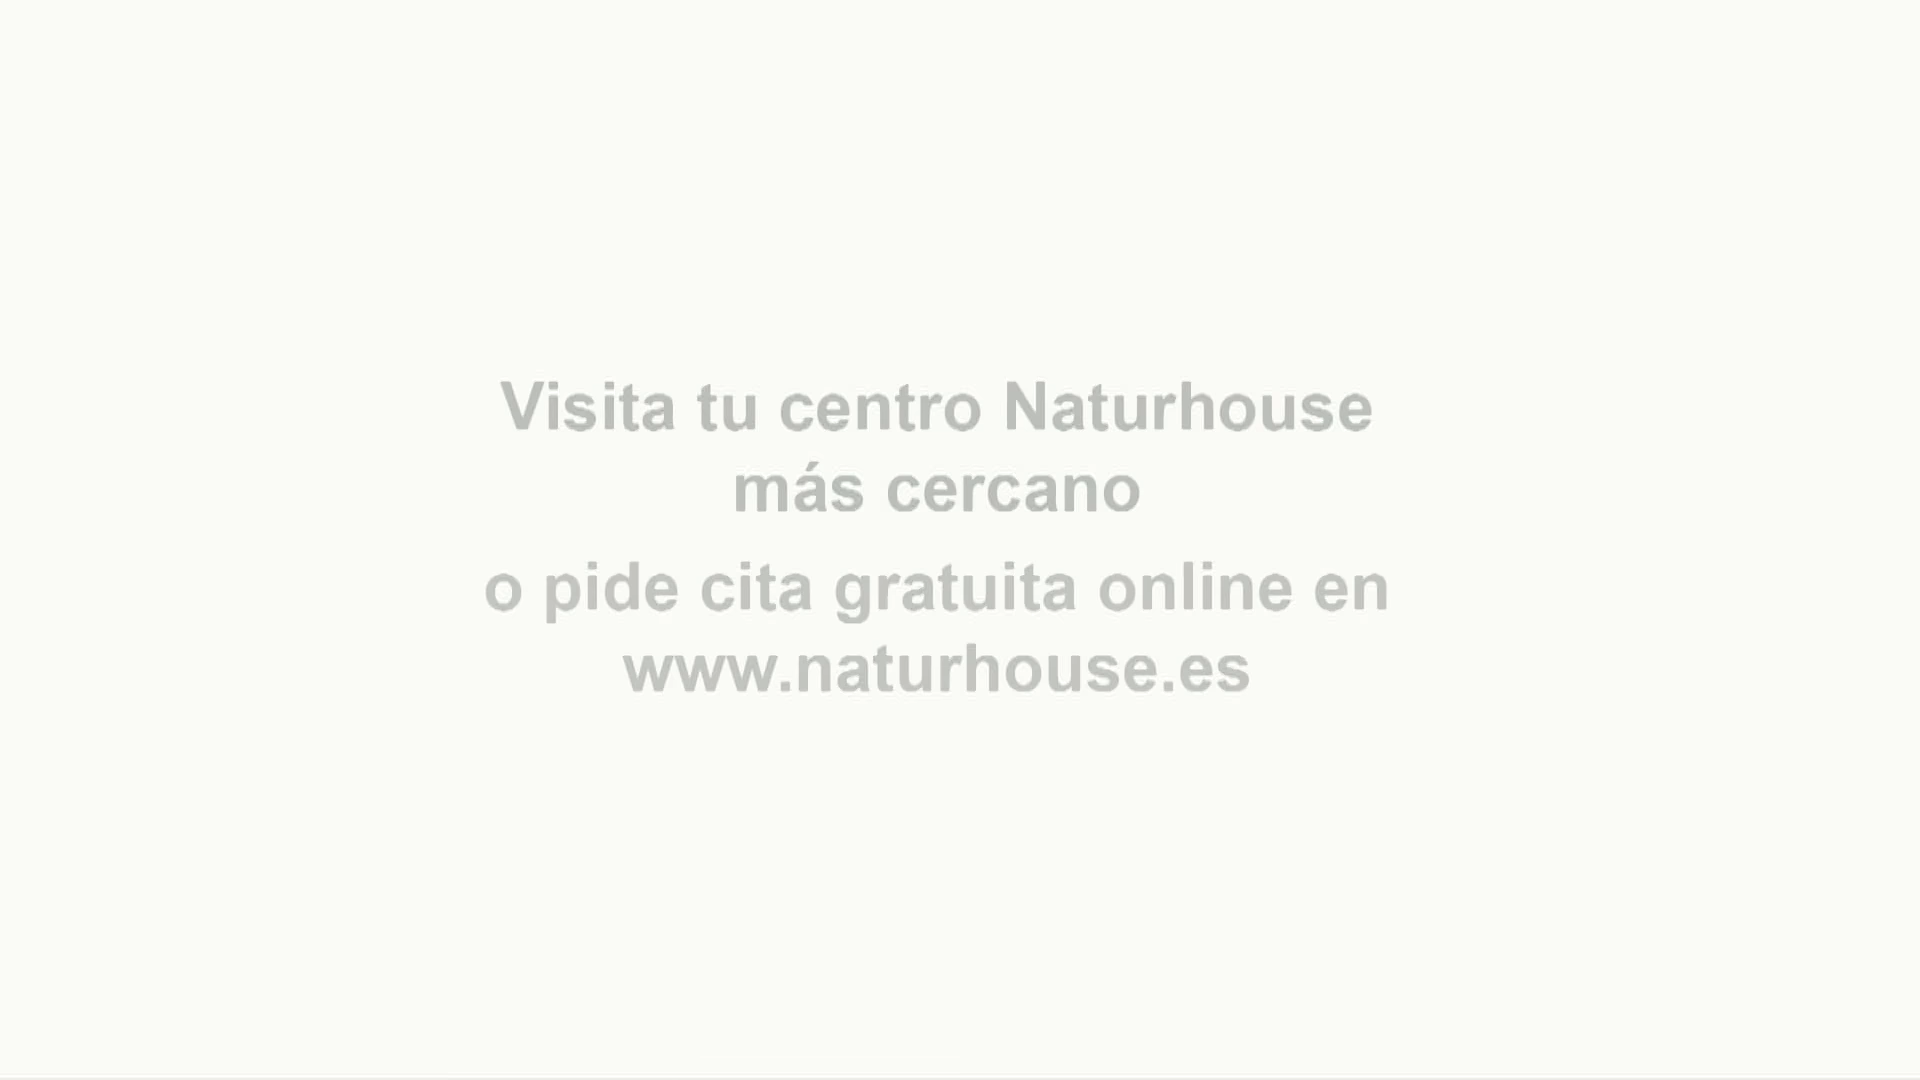 Visita tu centro Naturhouse
más cercano
o pide cita gratuita online en
www.naturhouse.es